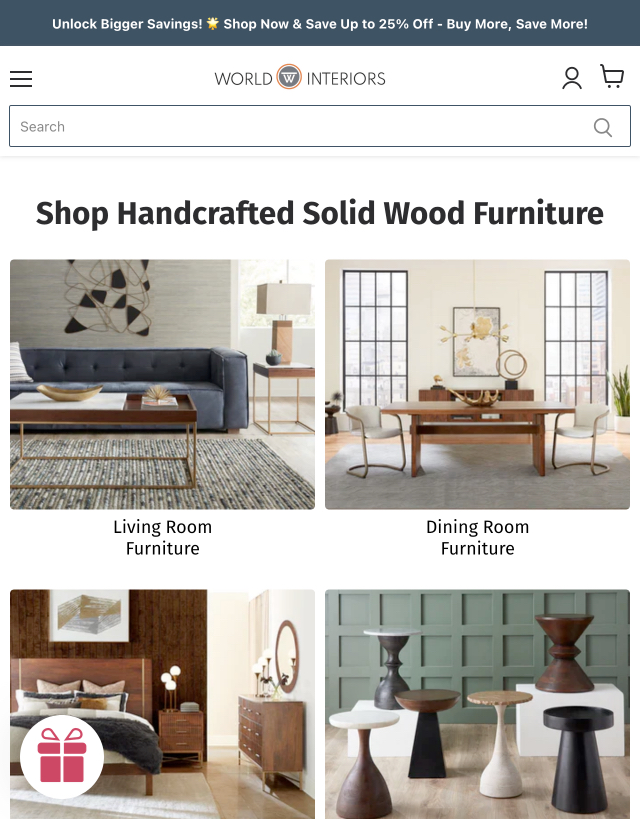 Unlock Bigger Savings! 🌟 Shop Now & Save Up to 25% Off - Buy More, Save More!
WORLD W INTERIORS
Search
Shop Handcrafted Solid Wood Furniture
Living Room
Furniture
Dining Room
Furniture